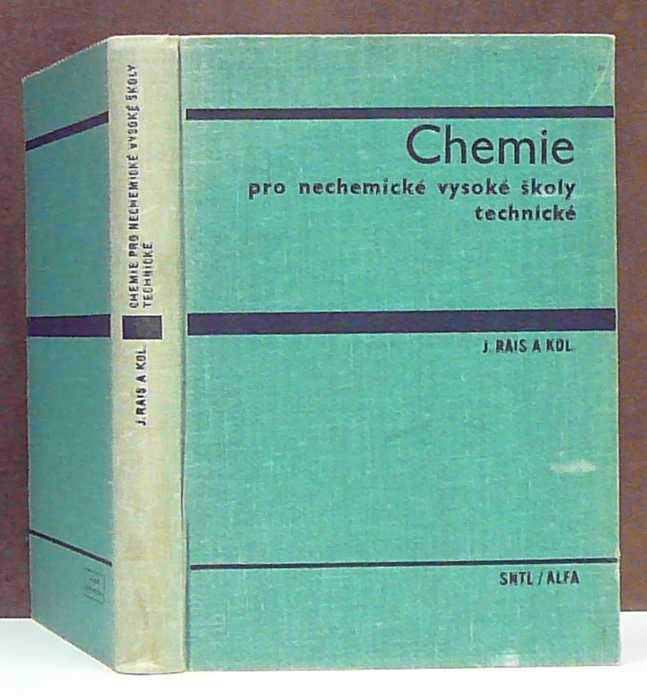 Chemie
pro nechemické vysoké školy
technické
J. RAIS A KOL.
SNTL / ALFA
CHEMIE PRO NECHEMICKÉ VYSOKÉ ŠKOLY
TECHNICKÉ
J. RAIS A KOL.